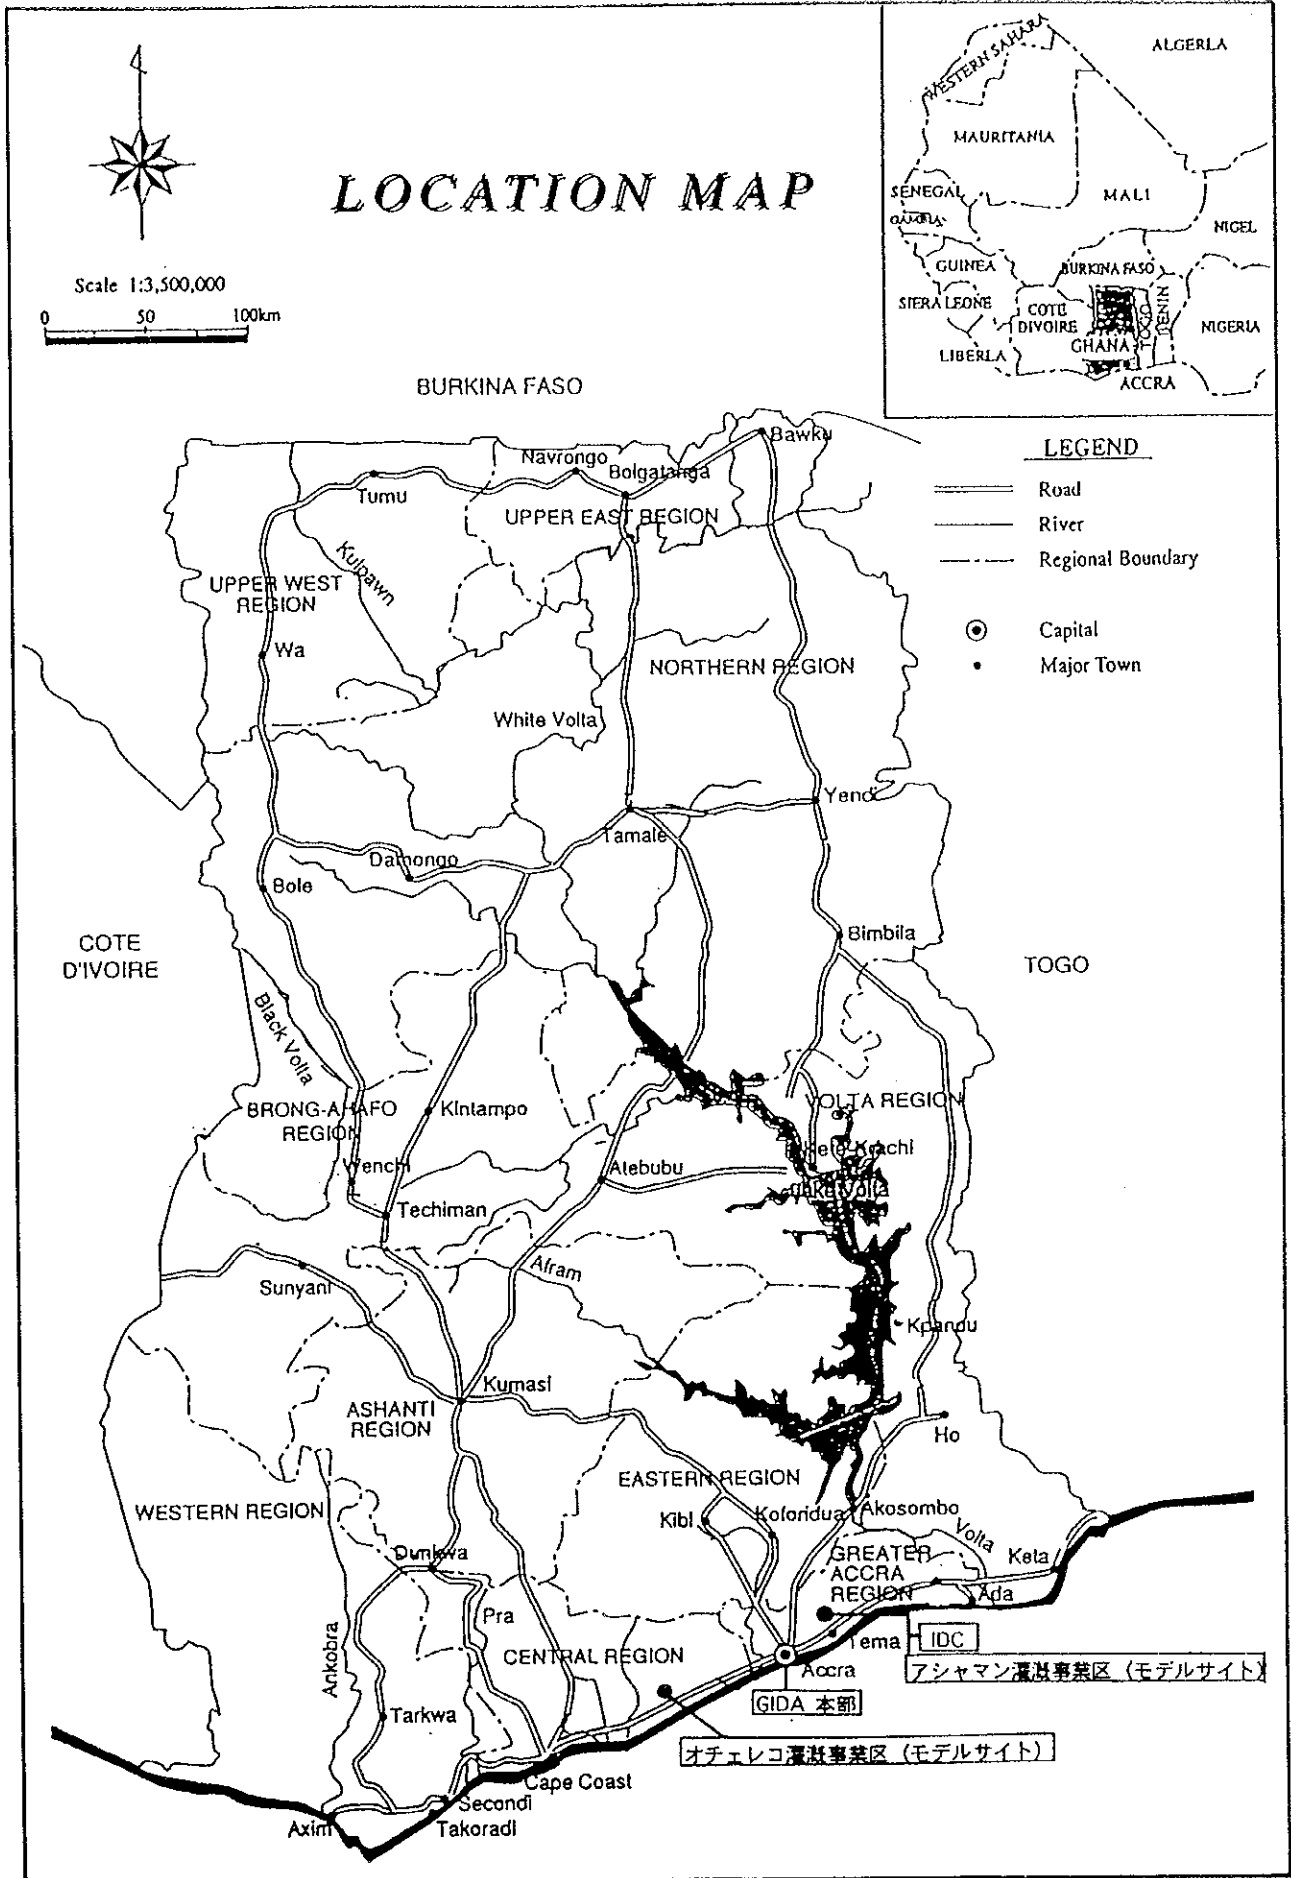 LOCATION MAP
Scale 1:3,500,000
0 50 100km
WESTERN SAHARA
ALGERLA
MAURITANIA
SENEGAL
MALI
NIGEL
GUINEA
BURKINA FASO
SIERA LEONE
COTE
DIVOIRE
GHANA
TOGO
BENIN
NIGERIA
LIBERLA
ACCRA
LEGEND
Road
River
Regional Boundary
Capital
Major Town
BURKINA FASO
Bawku
Navrongo
Bolgatanga
Tumu
UPPER EAST REGION
Kulpawn
UPPER WEST
REGION
Wa
NORTHERN REGION
White Volta
Yendi
Tamale
Damongo
Bole
Bimbila
COTE
D'IVOIRE
TOGO
Black Volta
BRONG-AHAFO
REGION
Kintampo
VOLTA REGION
Wenchi
Atebubu
Techiman
Afram
Sunyani
Kpandu
Kumasi
ASHANTI
REGION
Ho
EASTERN REGION
WESTERN REGION
Kibi
Koforidua
Akosombo
Volta
Keta
Dunkwa
GREATER
ACCRA
REGION
Ada
Pra
Ankobra
CENTRAL REGION
Tema
IDC
Accra
アシャマン灌漑事業区(モデルサイト)
GIDA 本部
Tarkwa
オチェレコ灌漑事業区(モデルサイト)
Cape Coast
Secondi
Axim
Takoradi